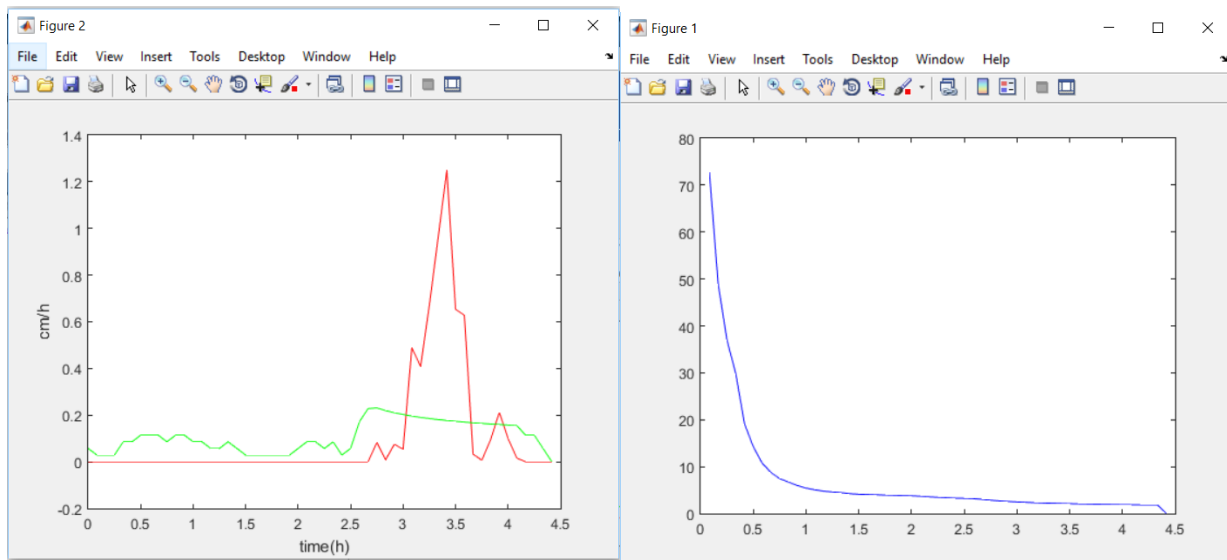 Figure 2
File Edit View Insert Tools Desktop Window Help
1.4
1.2
1
0.8
0.6
0.4
0.2
0
-0.2
cm/h
0 0.5 1 1.5 2 2.5 3 3.5 4 4.5
time(h)
Figure 1
File Edit View Insert Tools Desktop Window Help
80
70
60
50
40
30
20
10
0
0 0.5 1 1.5 2 2.5 3 3.5 4 4.5